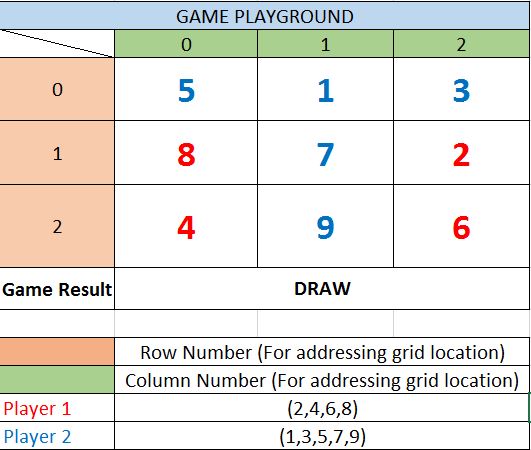 GAME PLAYGROUND
0 1 2
0 5 1 3
1 8 7 2
2 4 9 6
Game Result DRAW
Row Number (For addressing grid location)
Column Number (For addressing grid location)
Player 1 (2,4,6,8)
Player 2 (1,3,5,7,9)